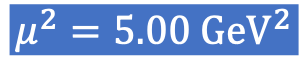 μ² = 5.00 GeV²